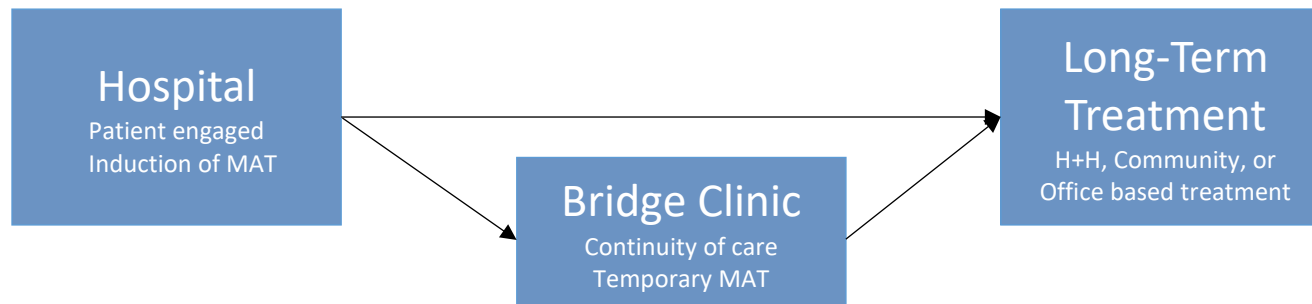 Hospital
Patient engaged
Induction of MAT
Bridge Clinic
Continuity of care
Temporary MAT
Long-Term
Treatment
H+H, Community, or
Office based treatment